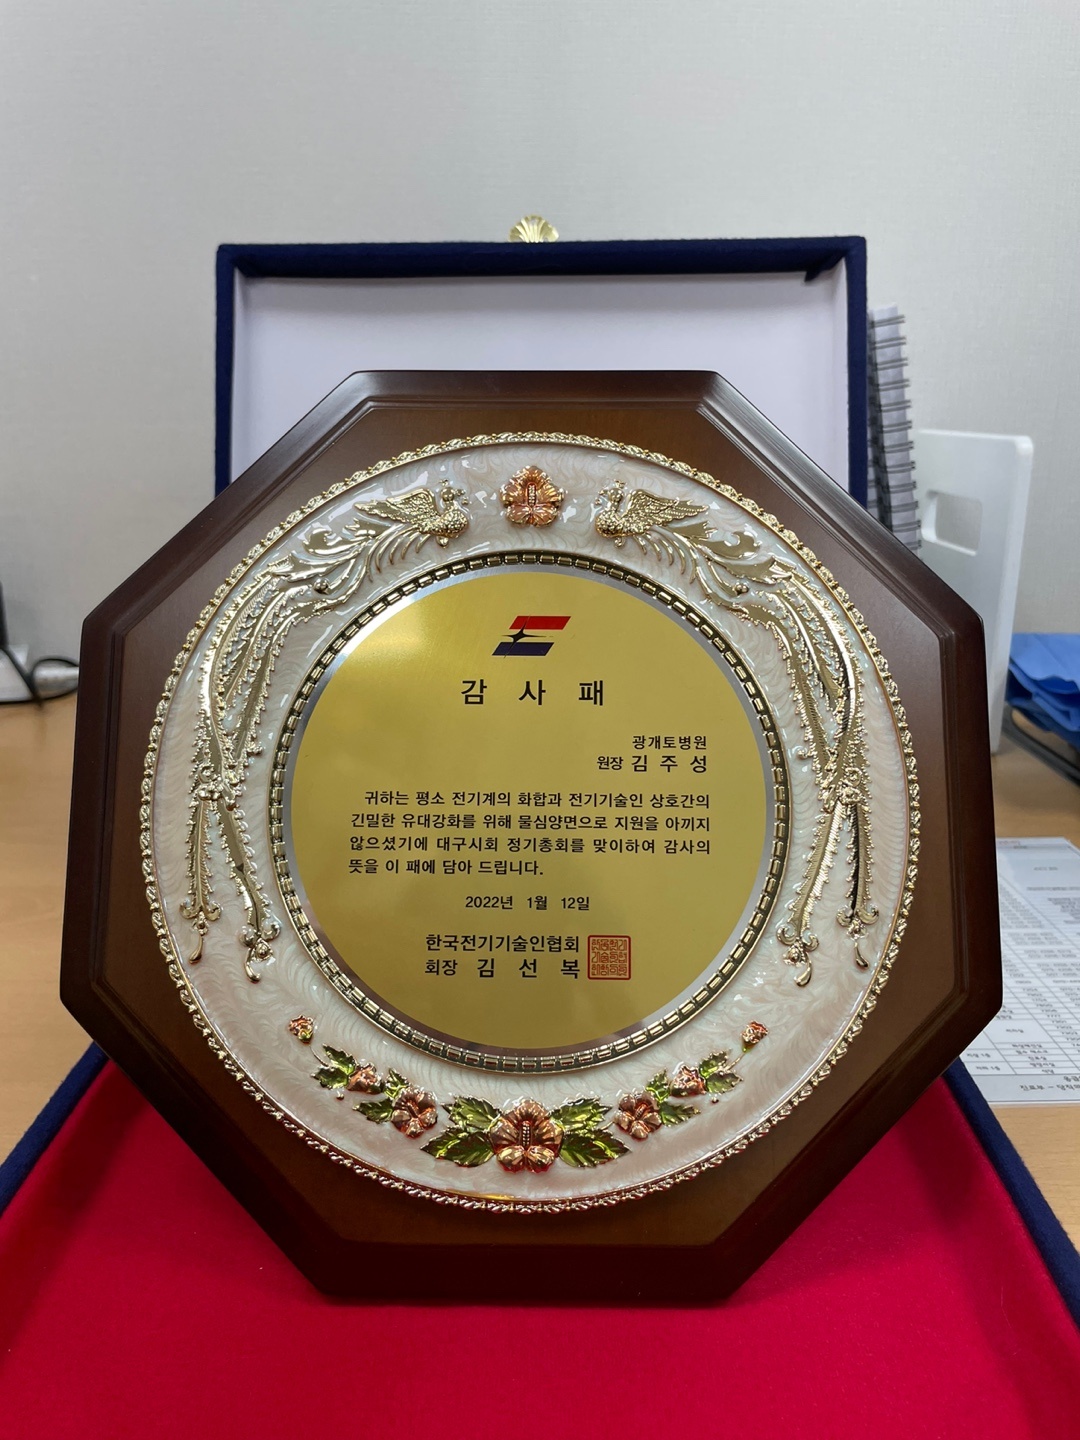 감 사 패
광개토병원
원장 김 주 성
귀하는 평소 전기계의 화합과 전기기술인 상호간의
긴밀한 유대강화를 위해 물심양면으로 지원을 아끼지
않으셨기에 대구시회 정기총회를 맞이하여 감사의
뜻을 이 패에 담아 드립니다.
2022년 1월 12일
한국전기기술인협회
회장 김 선 복